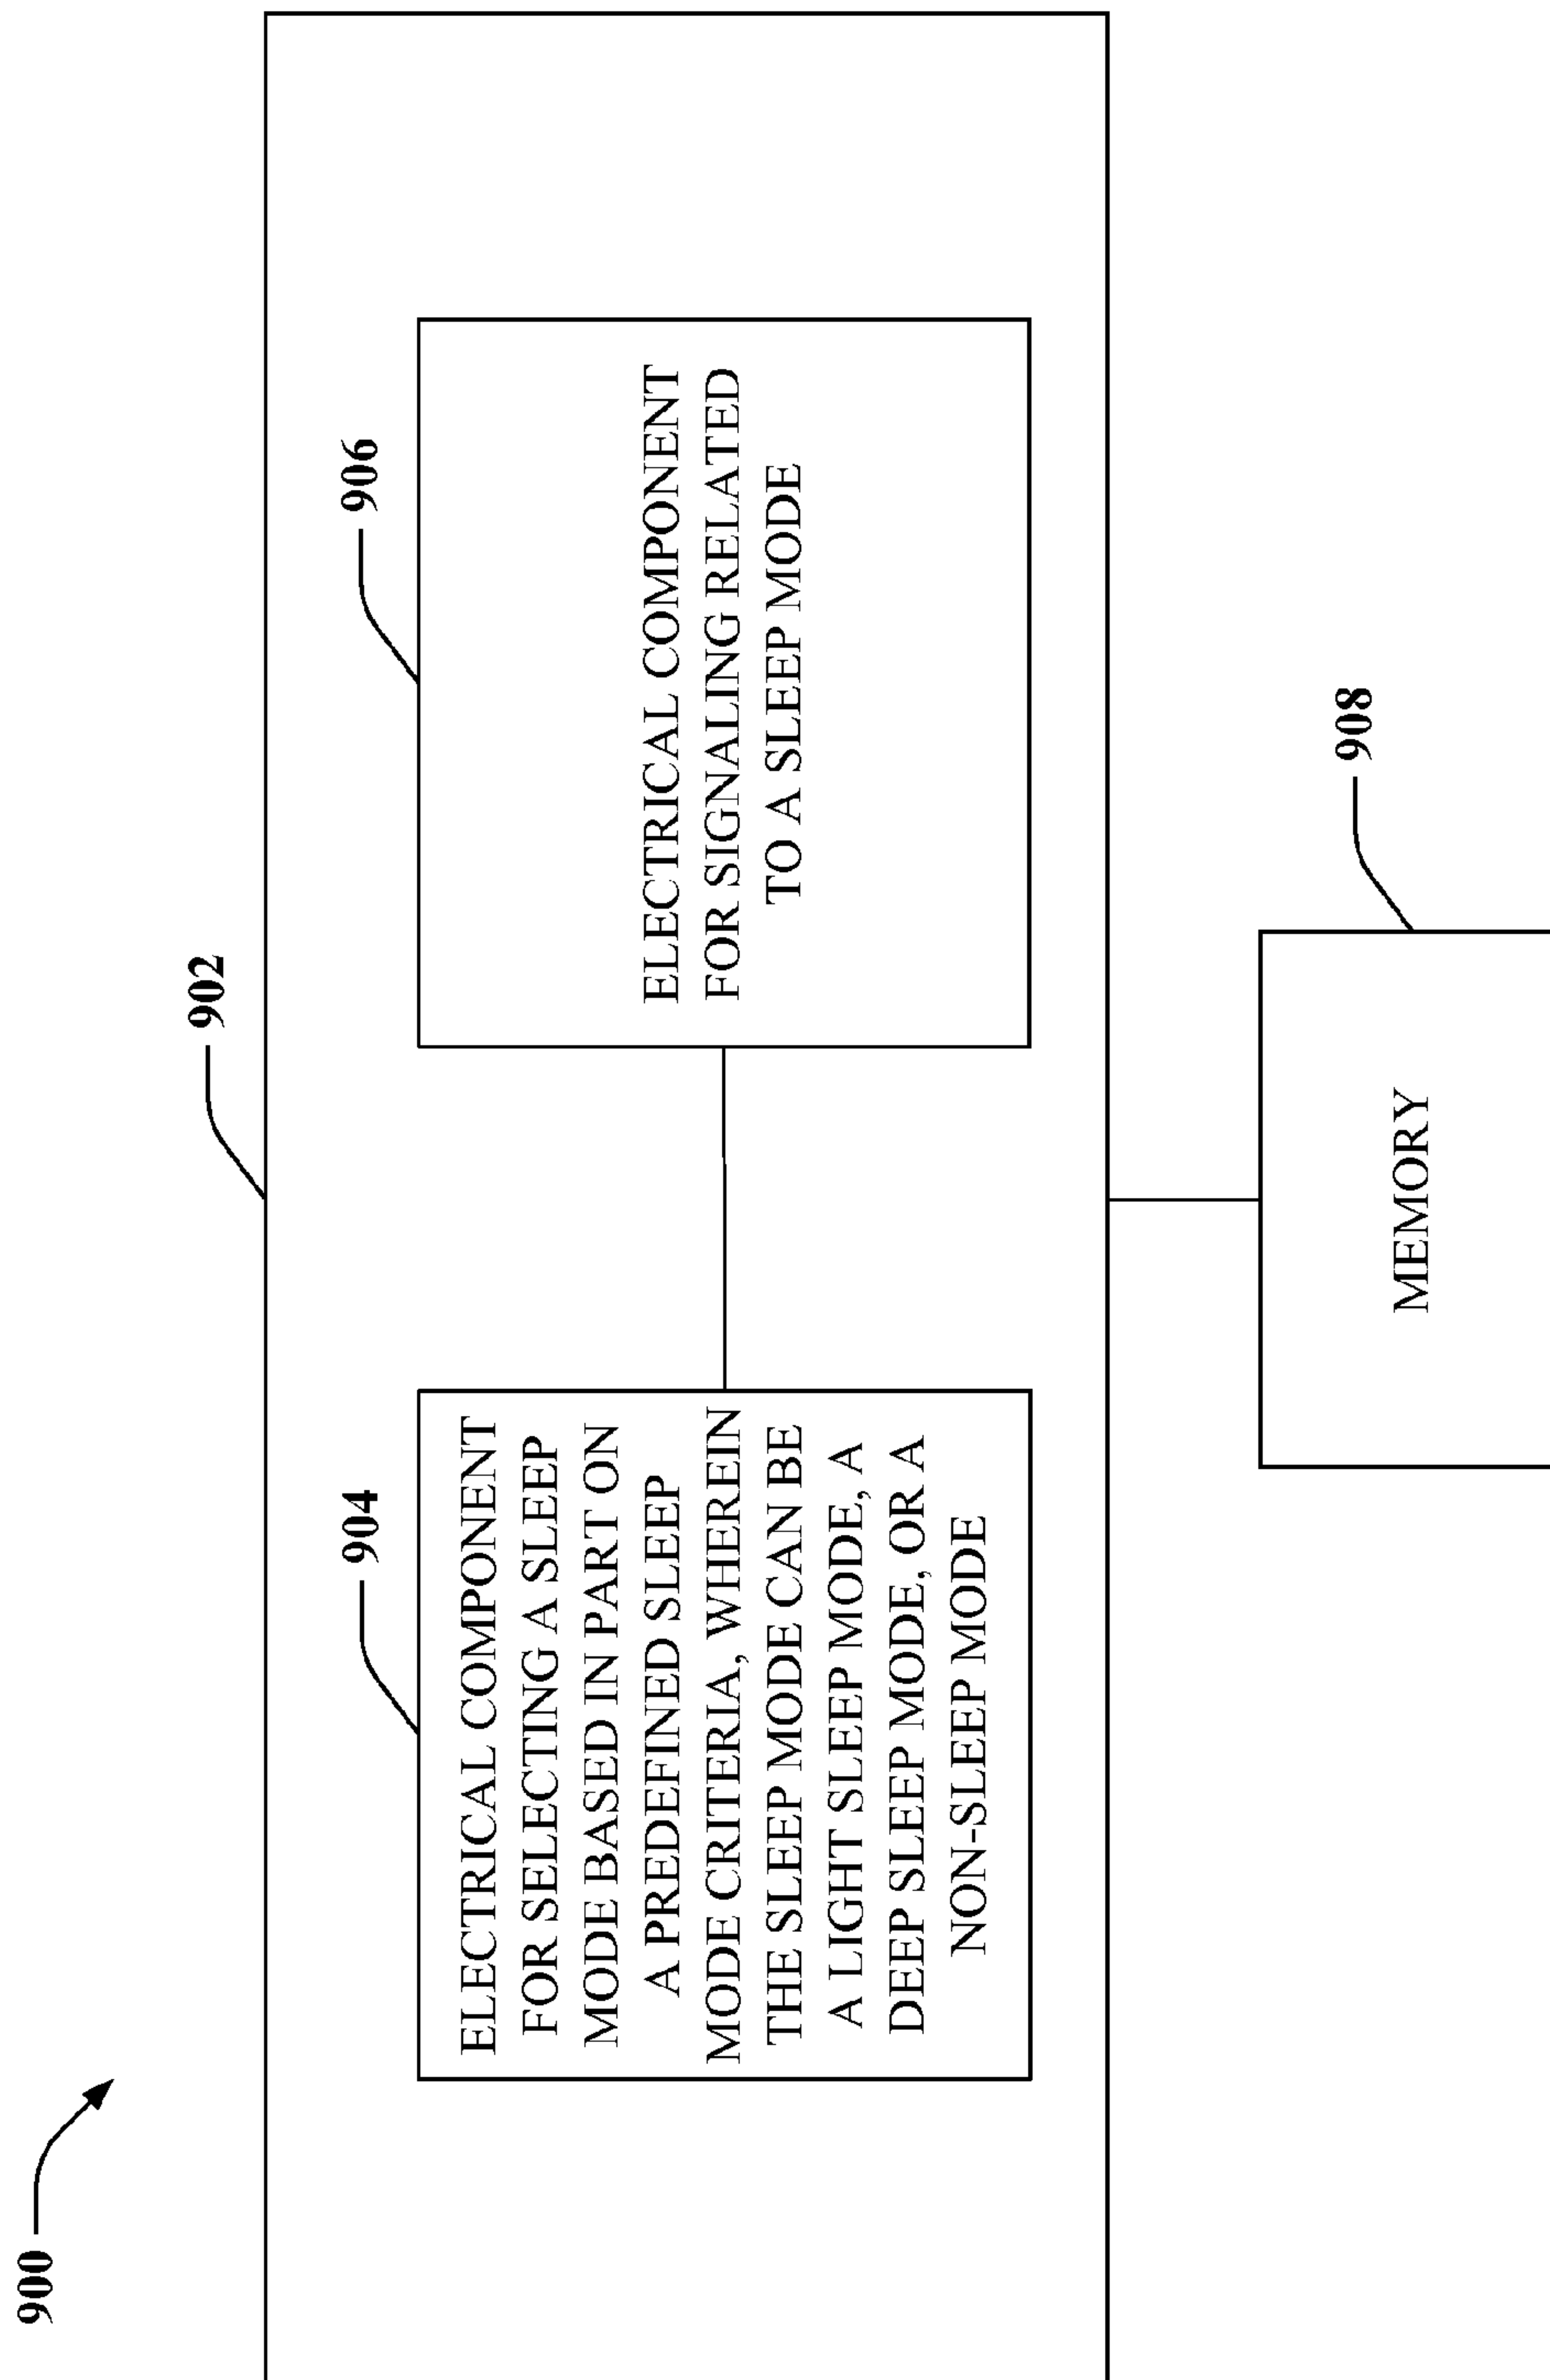 900
902
904
ELECTRICAL COMPONENT
FOR SELECTING A SLEEP
MODE BASED IN PART ON
A PREDEFINED SLEEP
MODE CRITERIA, WHEREIN
THE SLEEP MODE CAN BE
A LIGHT SLEEP MODE, A
DEEP SLEEP MODE, OR A
NON-SLEEP MODE
906
ELECTRICAL COMPONENT
FOR SIGNALING RELATED
TO A SLEEP MODE
908
MEMORY